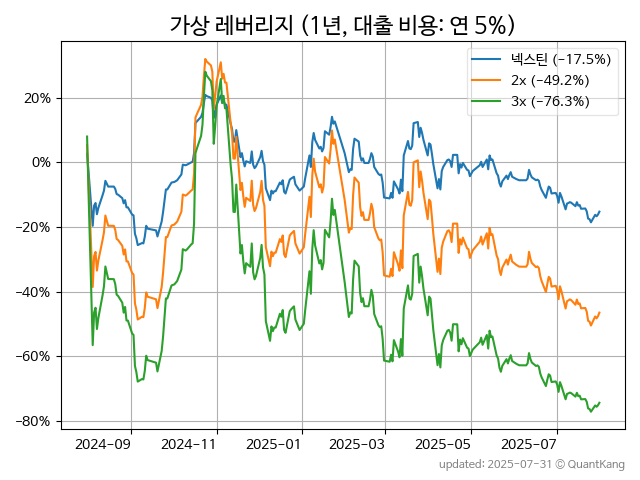 가상 레버리지 (1년, 대출 비용: 연 5%)
넥스틴 (−17.5%)
2x (−49.2%)
3x (−76.3%)
20%
0%
−20%
−40%
−60%
−80%
2024-09 2024-11 2025-01 2025-03 2025-05 2025-07
updated: 2025-07-31 © QuantKang